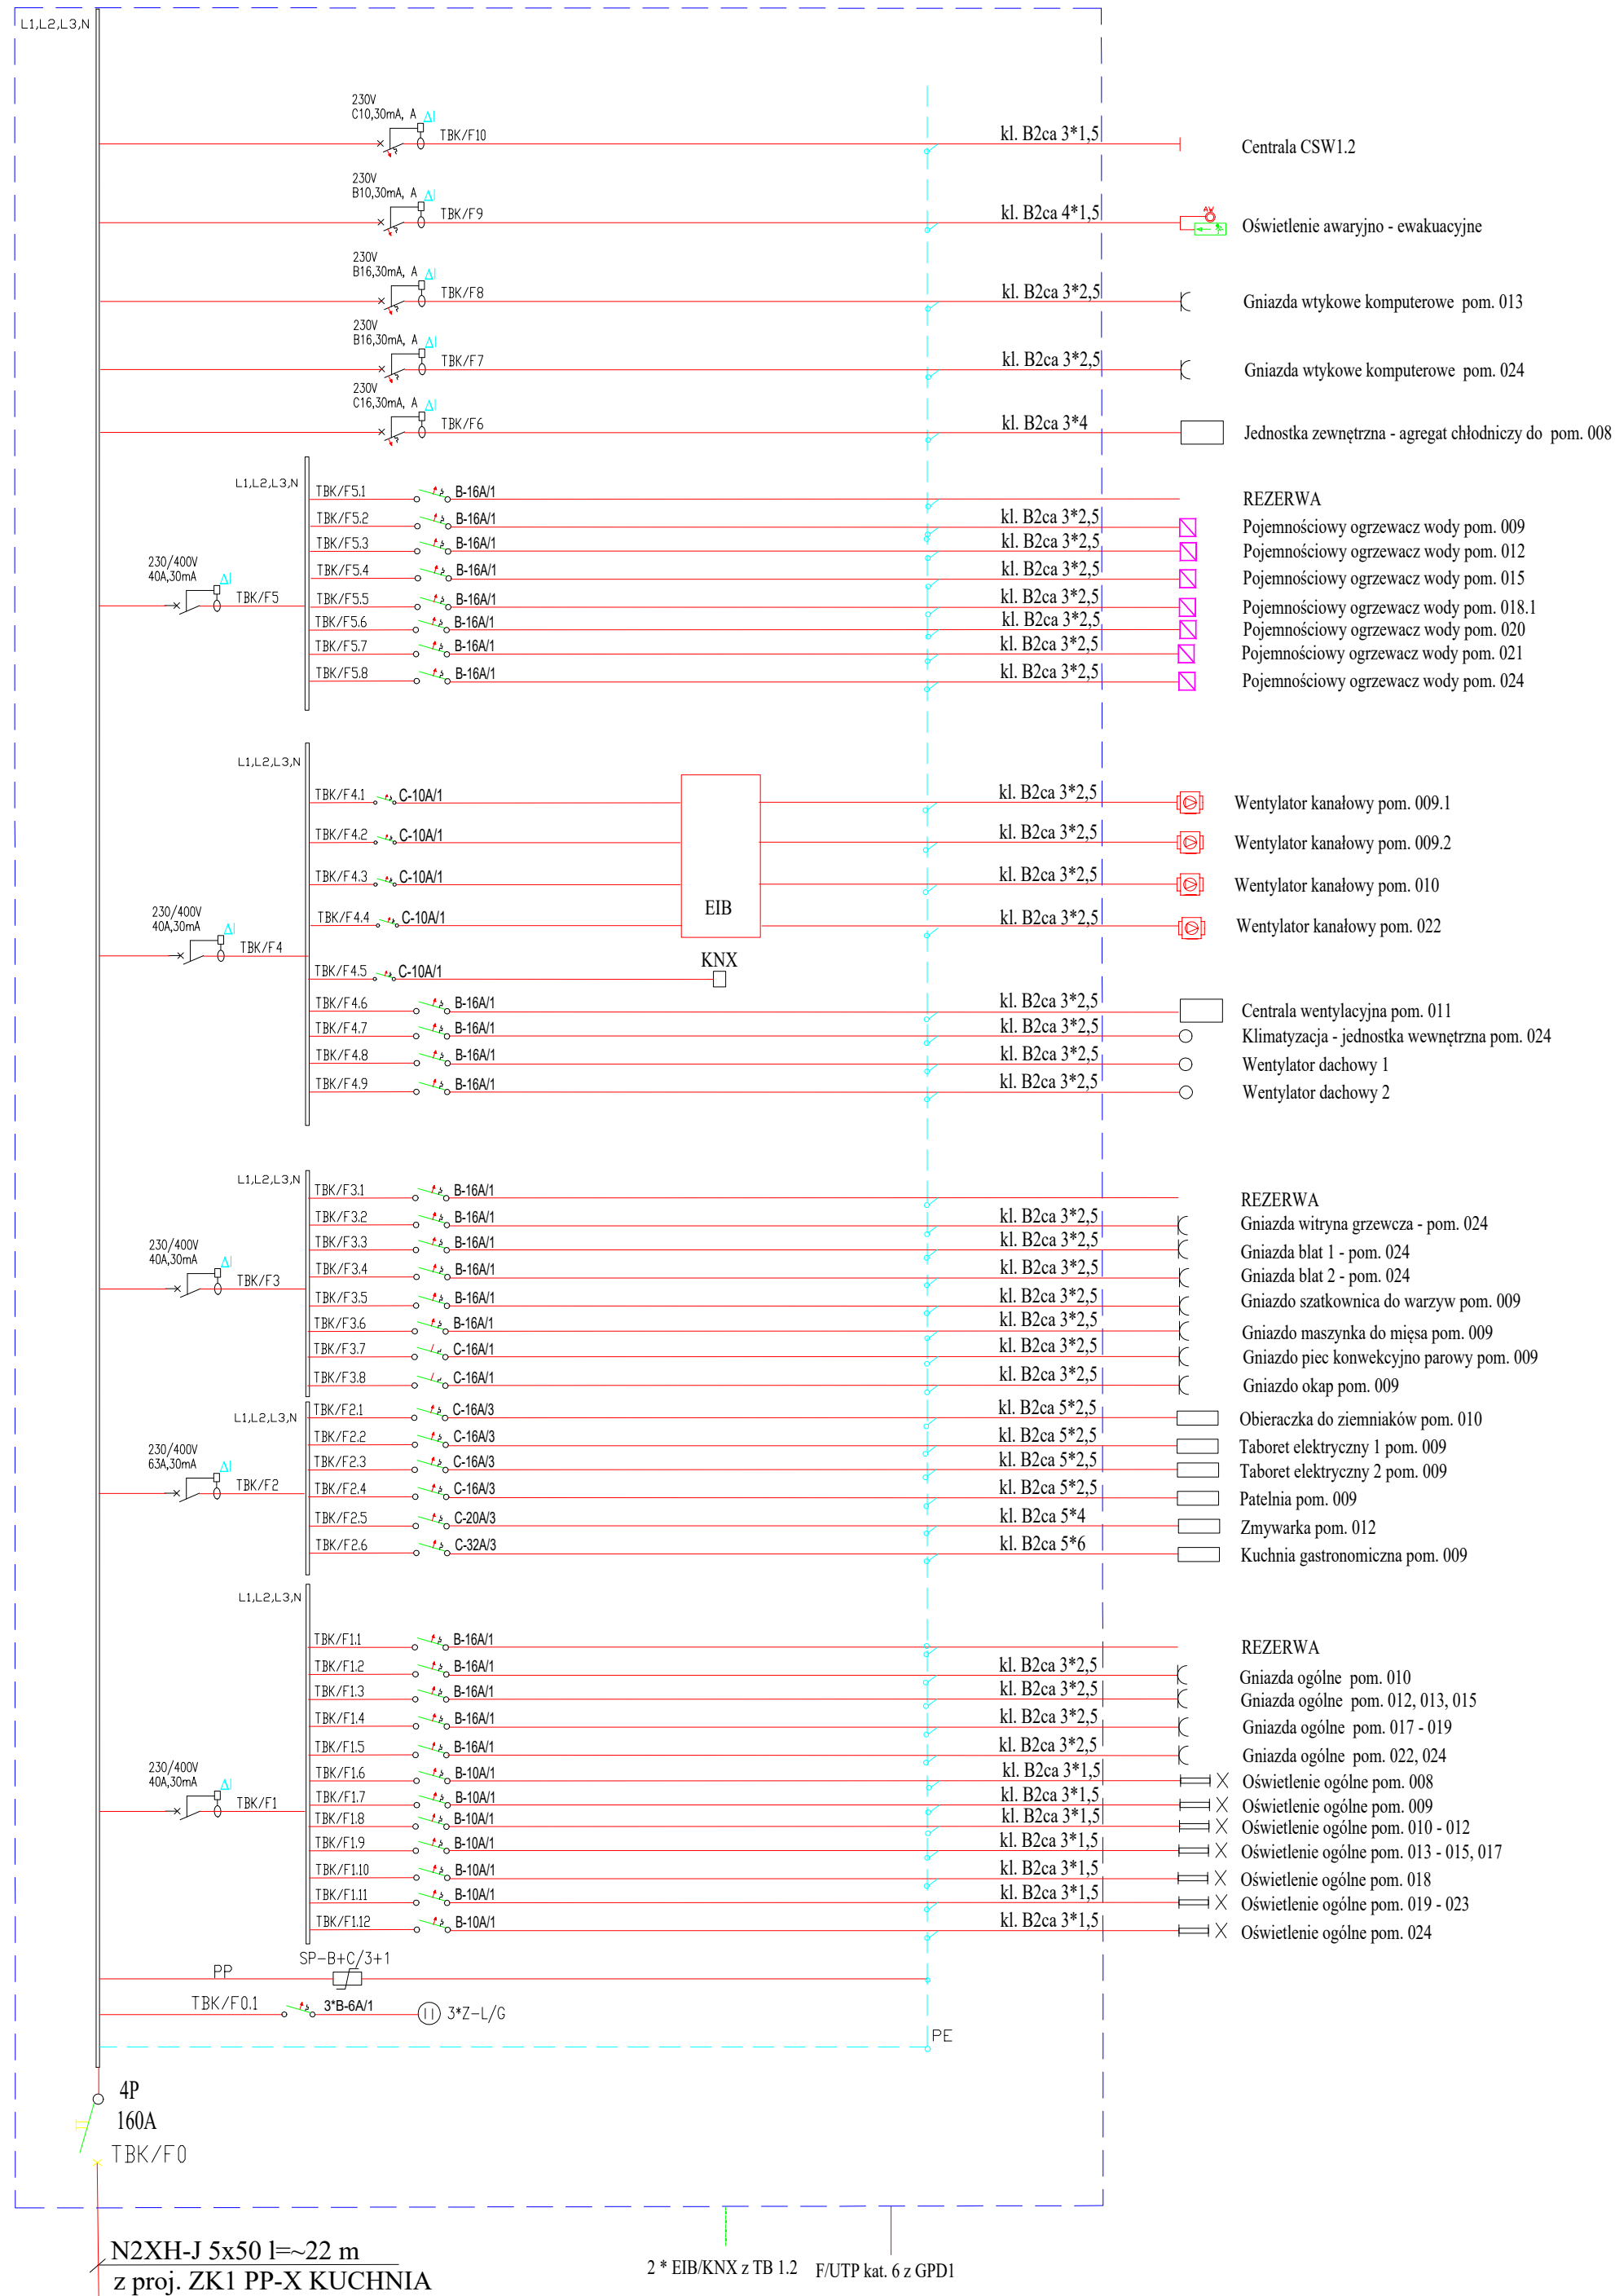 L1,L2,L3,N
230V
C10,30mA, A ΔI
TBK/F10
kl. B2ca 3*1,5
Centrala CSW1.2
230V
B10,30mA, A ΔI
TBK/F9
kl. B2ca 4*1,5
AW
Oświetlenie awaryjno - ewakuacyjne
230V
B16,30mA, A ΔI
TBK/F8
kl. B2ca 3*2,5
Gniazda wtykowe komputerowe pom. 013
230V
B16,30mA, A ΔI
TBK/F7
kl. B2ca 3*2,5
Gniazda wtykowe komputerowe pom. 024
230V
C16,30mA, A ΔI
TBK/F6
kl. B2ca 3*4
Jednostka zewnętrzna - agregat chłodniczy do pom. 008
L1,L2,L3,N
230/400V
40A,30mA ΔI
TBK/F5
TBK/F5.1 B-16A/1 REZERWA
TBK/F5.2 B-16A/1 kl. B2ca 3*2,5 Pojemnościowy ogrzewacz wody pom. 009
TBK/F5.3 B-16A/1 kl. B2ca 3*2,5 Pojemnościowy ogrzewacz wody pom. 012
TBK/F5.4 B-16A/1 kl. B2ca 3*2,5 Pojemnościowy ogrzewacz wody pom. 015
TBK/F5.5 B-16A/1 kl. B2ca 3*2,5 Pojemnościowy ogrzewacz wody pom. 018.1
TBK/F5.6 B-16A/1 kl. B2ca 3*2,5 Pojemnościowy ogrzewacz wody pom. 020
TBK/F5.7 B-16A/1 kl. B2ca 3*2,5 Pojemnościowy ogrzewacz wody pom. 021
TBK/F5.8 B-16A/1 kl. B2ca 3*2,5 Pojemnościowy ogrzewacz wody pom. 024
L1,L2,L3,N
230/400V
40A,30mA ΔI
TBK/F4
TBK/F4.1 C-10A/1 kl. B2ca 3*2,5 Wentylator kanałowy pom. 009.1
TBK/F4.2 C-10A/1 kl. B2ca 3*2,5 Wentylator kanałowy pom. 009.2
TBK/F4.3 C-10A/1 kl. B2ca 3*2,5 Wentylator kanałowy pom. 010
EIB
TBK/F4.4 C-10A/1 kl. B2ca 3*2,5 Wentylator kanałowy pom. 022
KNX
TBK/F4.5 C-10A/1
TBK/F4.6 B-16A/1 kl. B2ca 3*2,5 Centrala wentylacyjna pom. 011
TBK/F4.7 B-16A/1 kl. B2ca 3*2,5 Klimatyzacja - jednostka wewnętrzna pom. 024
TBK/F4.8 B-16A/1 kl. B2ca 3*2,5 Wentylator dachowy 1
TBK/F4.9 B-16A/1 kl. B2ca 3*2,5 Wentylator dachowy 2
L1,L2,L3,N
230/400V
40A,30mA ΔI
TBK/F3
TBK/F3.1 B-16A/1 REZERWA
TBK/F3.2 B-16A/1 kl. B2ca 3*2,5 Gniazda witryna grzewcza - pom. 024
TBK/F3.3 B-16A/1 kl. B2ca 3*2,5 Gniazda blat 1 - pom. 024
TBK/F3.4 B-16A/1 kl. B2ca 3*2,5 Gniazda blat 2 - pom. 024
TBK/F3.5 B-16A/1 kl. B2ca 3*2,5 Gniazdo szatkownica do warzyw pom. 009
TBK/F3.6 B-16A/1 kl. B2ca 3*2,5 Gniazdo maszynka do mięsa pom. 009
TBK/F3.7 C-16A/1 kl. B2ca 3*2,5 Gniazdo piec konwekcyjno parowy pom. 009
TBK/F3.8 C-16A/1 kl. B2ca 3*2,5 Gniazdo okap pom. 009
L1,L2,L3,N
230/400V
63A,30mA ΔI
TBK/F2
TBK/F2.1 C-16A/3 kl. B2ca 5*2,5 Obieraczka do ziemniaków pom. 010
TBK/F2.2 C-16A/3 kl. B2ca 5*2,5 Taboret elektryczny 1 pom. 009
TBK/F2.3 C-16A/3 kl. B2ca 5*2,5 Taboret elektryczny 2 pom. 009
TBK/F2.4 C-16A/3 kl. B2ca 5*2,5 Patelnia pom. 009
TBK/F2.5 C-20A/3 kl. B2ca 5*4 Zmywarka pom. 012
TBK/F2.6 C-32A/3 kl. B2ca 5*6 Kuchnia gastronomiczna pom. 009
L1,L2,L3,N
230/400V
40A,30mA ΔI
TBK/F1
TBK/F1.1 B-16A/1 REZERWA
TBK/F1.2 B-16A/1 kl. B2ca 3*2,5 Gniazda ogólne pom. 010
TBK/F1.3 B-16A/1 kl. B2ca 3*2,5 Gniazda ogólne pom. 012, 013, 015
TBK/F1.4 B-16A/1 kl. B2ca 3*2,5 Gniazda ogólne pom. 017 - 019
TBK/F1.5 B-16A/1 kl. B2ca 3*2,5 Gniazda ogólne pom. 022, 024
TBK/F1.6 B-10A/1 kl. B2ca 3*1,5 Oświetlenie ogólne pom. 008
TBK/F1.7 B-10A/1 kl. B2ca 3*1,5 Oświetlenie ogólne pom. 009
TBK/F1.8 B-10A/1 kl. B2ca 3*1,5 Oświetlenie ogólne pom. 010 - 012
TBK/F1.9 B-10A/1 kl. B2ca 3*1,5 Oświetlenie ogólne pom. 013 - 015, 017
TBK/F1.10 B-10A/1 kl. B2ca 3*1,5 Oświetlenie ogólne pom. 018
TBK/F1.11 B-10A/1 kl. B2ca 3*1,5 Oświetlenie ogólne pom. 019 - 023
TBK/F1.12 B-10A/1 kl. B2ca 3*1,5 Oświetlenie ogólne pom. 024
PP SP-B+C/3+1
TBK/F0.1 3*B-6A/1 3*Z-L/G
PE
4P
160A
TBK/F0
N2XH-J 5x50 l=~22 m
z proj. ZK1 PP-X KUCHNIA
2 * EIB/KNX z TB 1.2
F/UTP kat. 6 z GPD1